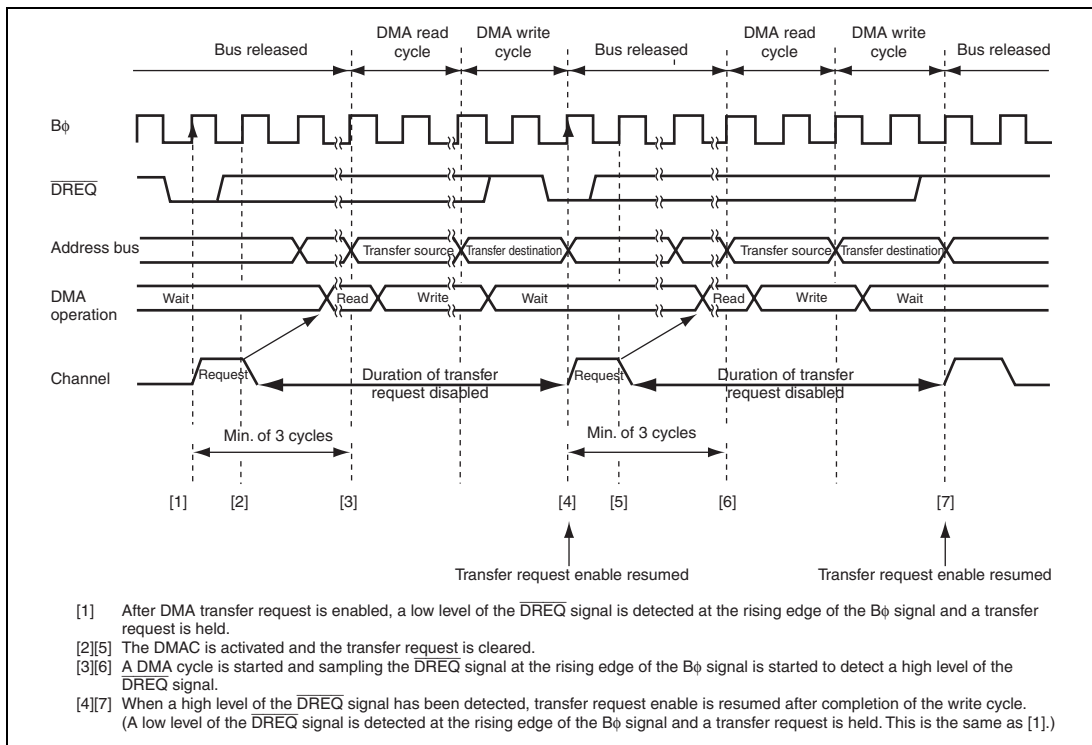 Bus released
DMA read cycle
DMA write cycle
Bus released
DMA read cycle
DMA write cycle
Bus released
Bφ
DREQ
Address bus
Transfer source
Transfer destination
Transfer source
Transfer destination
DMA operation
Wait
Read
Write
Wait
Read
Write
Wait
Channel
Request
Duration of transfer request disabled
Request
Duration of transfer request disabled
Min. of 3 cycles
Min. of 3 cycles
[1]
[2]
[3]
[4]
[5]
[6]
[7]
Transfer request enable resumed
Transfer request enable resumed
[1] After DMA transfer request is enabled, a low level of the DREQ signal is detected at the rising edge of the Bφ signal and a transfer
request is held.
[2][5] The DMAC is activated and the transfer request is cleared.
[3][6] A DMA cycle is started and sampling the DREQ signal at the rising edge of the Bφ signal is started to detect a high level of the
DREQ signal.
[4][7] When a high level of the DREQ signal has been detected, transfer request enable is resumed after completion of the write cycle.
(A low level of the DREQ signal is detected at the rising edge of the Bφ signal and a transfer request is held. This is the same as [1].)